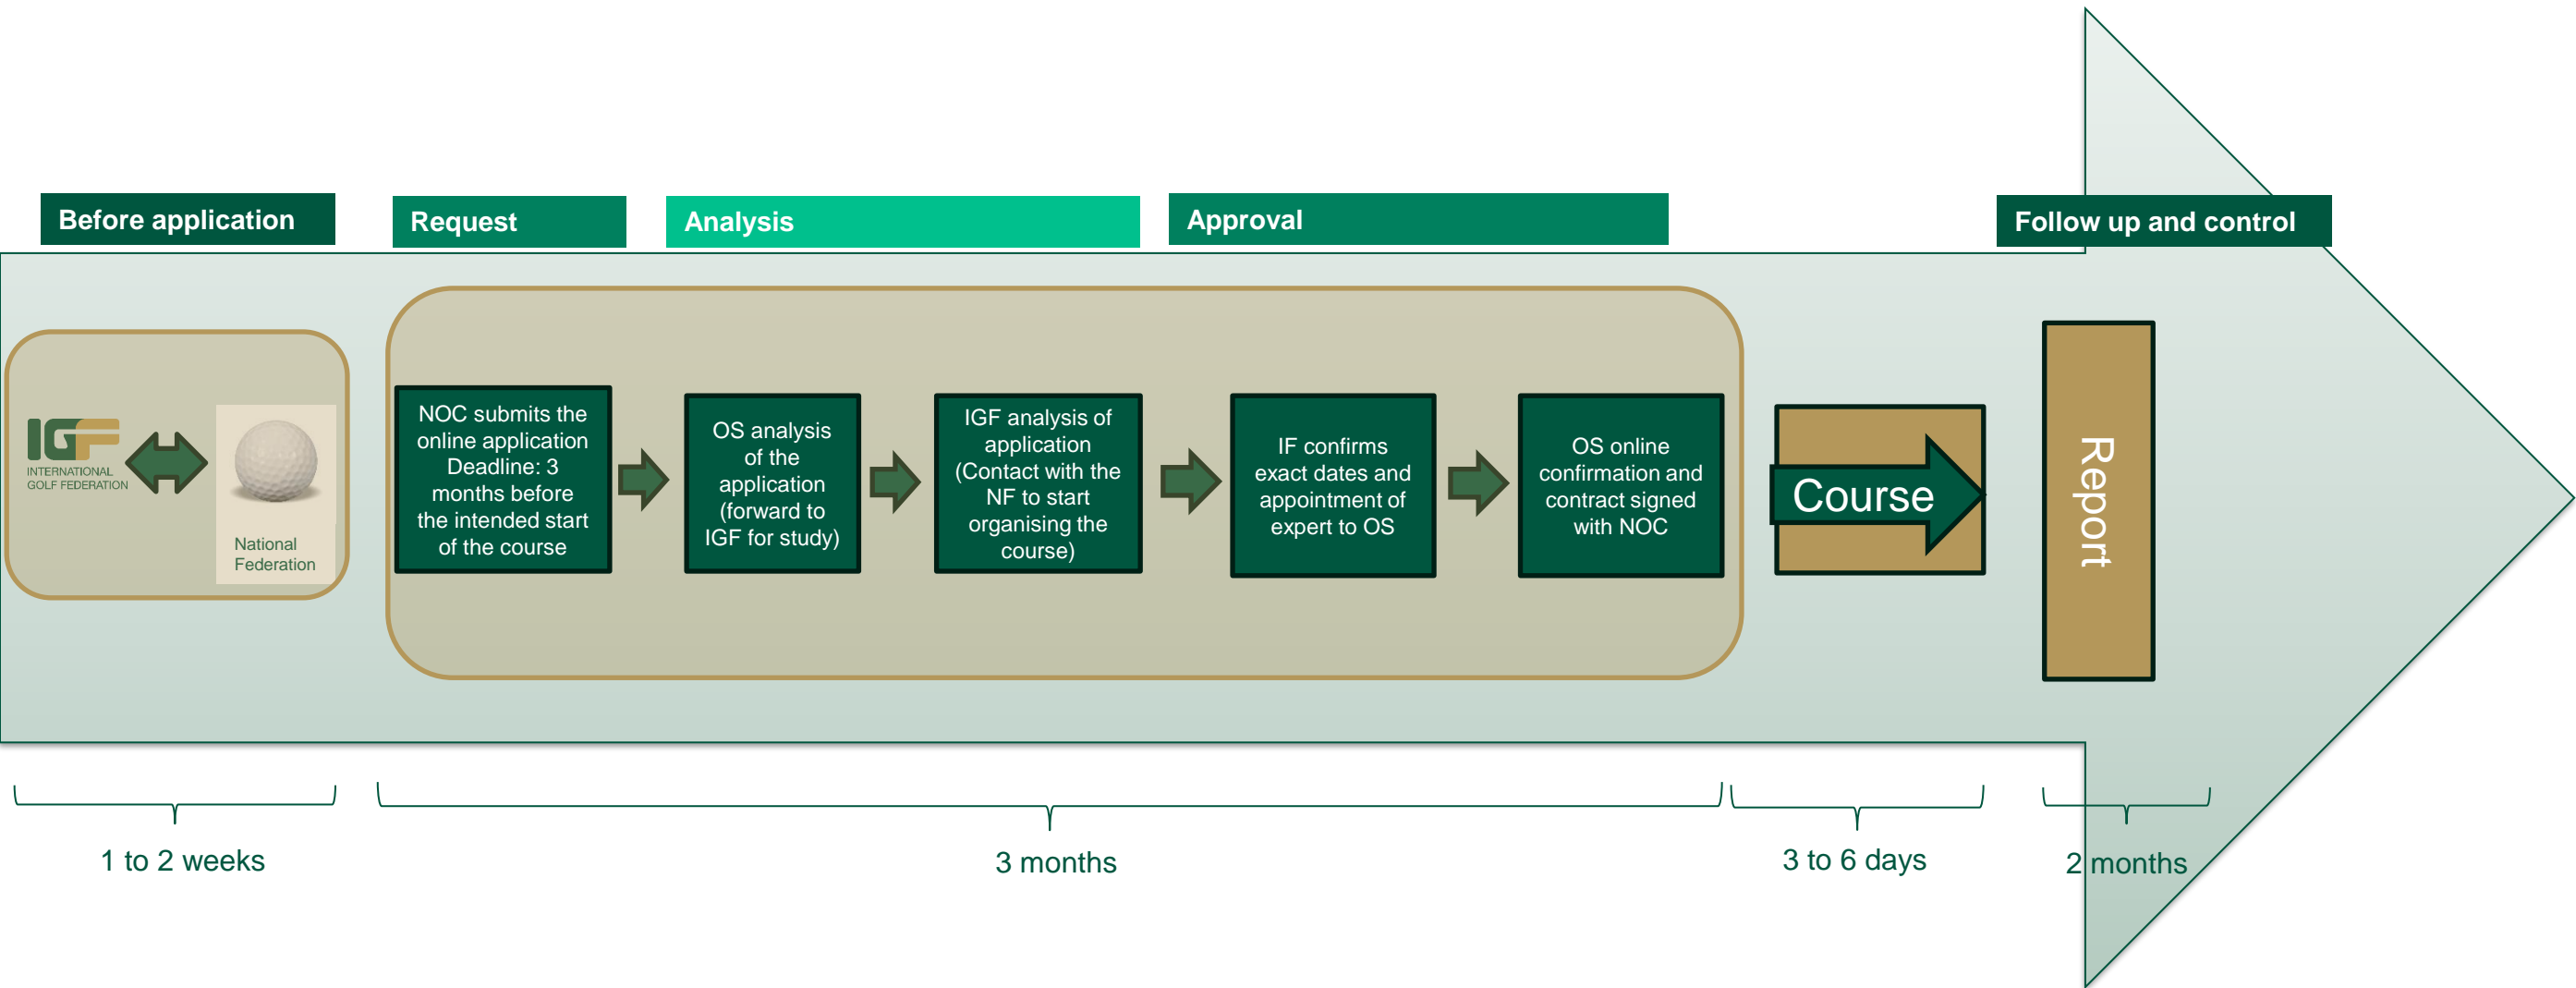 Before application
Request
Analysis
Approval
Follow up and control
IGF
INTERNATIONAL
GOLF FEDERATION
National
Federation
NOC submits the
online application
Deadline: 3
months before
the intended start
of the course
OS analysis
of the
application
(forward to
IGF for study)
IGF analysis of
application
(Contact with the
NF to start
organising the
course)
IF confirms
exact dates and
appointment of
expert to OS
OS online
confirmation and
contract signed
with NOC
Course
Report
1 to 2 weeks
3 months
3 to 6 days
2 months